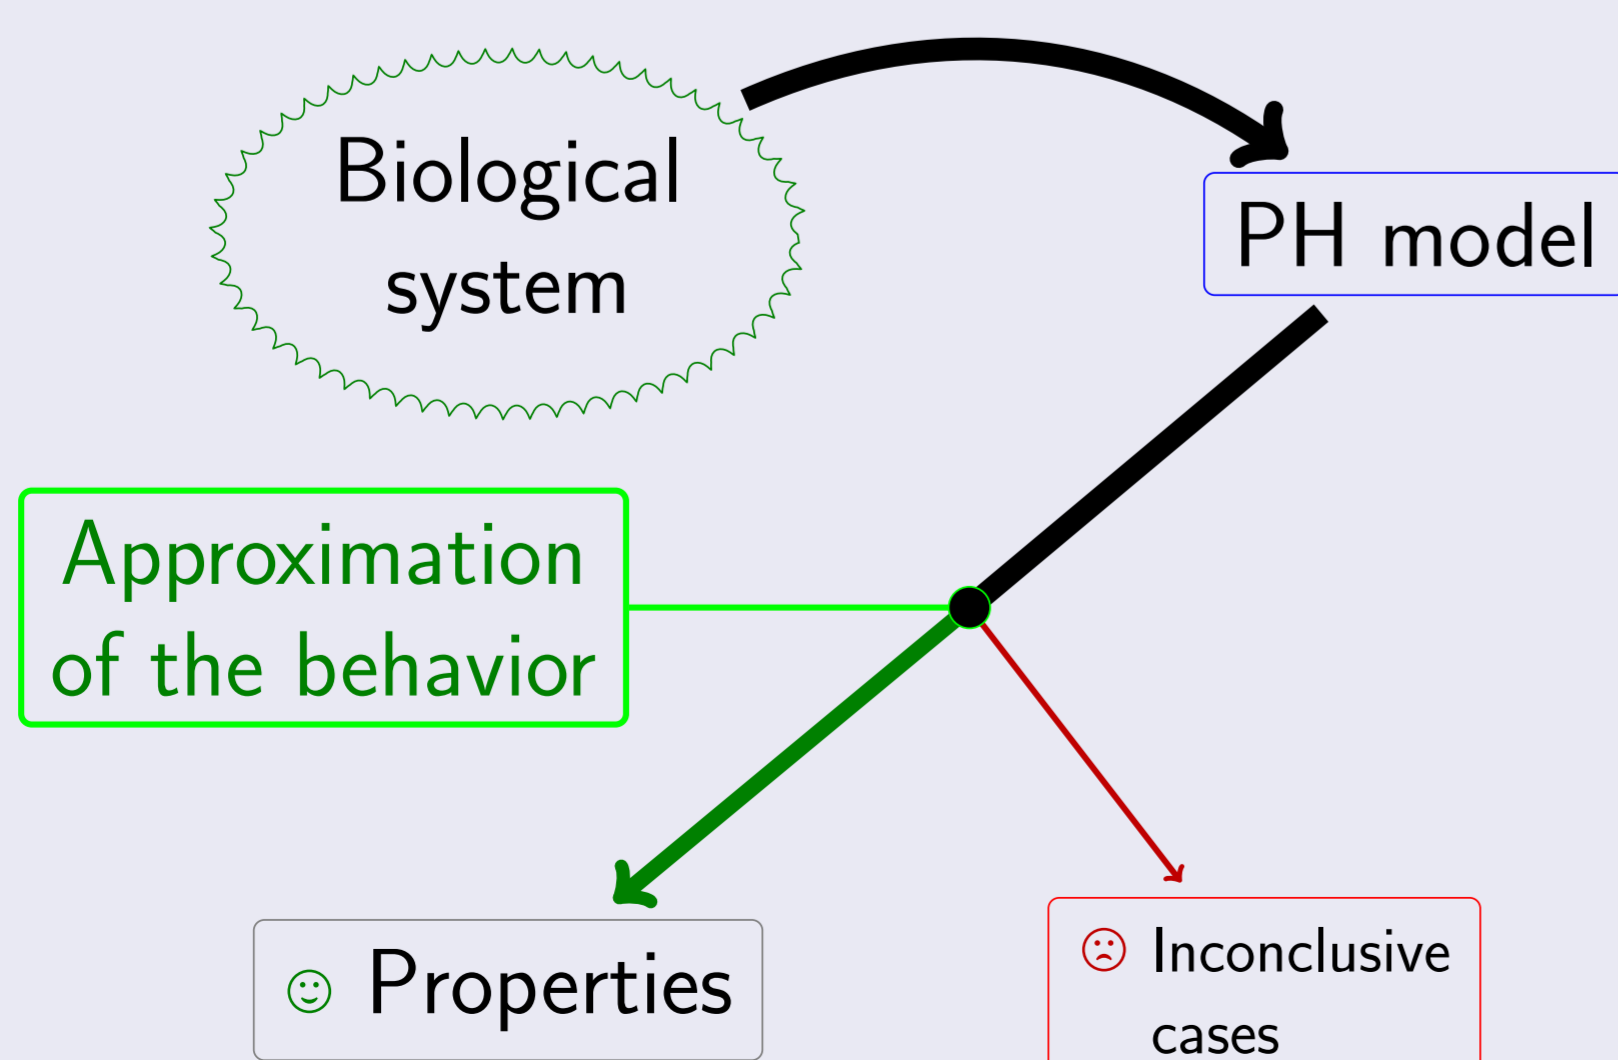 Biological
system
PH model
Approximation
of the behavior
Properties
Inconclusive
cases